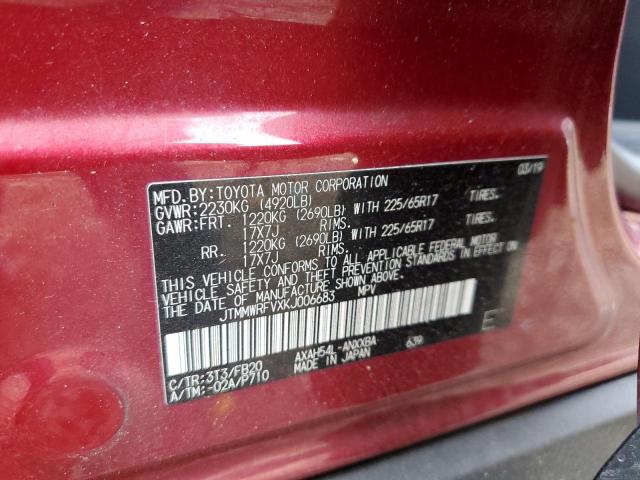 MFD. BY: TOYOTA MOTOR CORPORATION 03/19
GVWR: 2230KG (4920LB)
GAWR: FRT. 1220KG (2690LB) WITH 225/65R17 TIRES.
17X7J RIMS.
RR. 1220KG (2690LB) WITH 225/65R17 TIRES.
17X7J RIMS.
THIS VEHICLE CONFORMS TO ALL APPLICABLE FEDERAL MOTOR
VEHICLE SAFETY AND THEFT PREVENTION STANDARDS IN EFFECT ON
THE DATE OF MANUFACTURE SHOWN ABOVE.
JTMMWRFVXKJ006683 MPV
E
C/TR: 3T3/FB20 AXAH54L-ANXXBA 639
A/TM: -02A/P710 MADE IN JAPAN